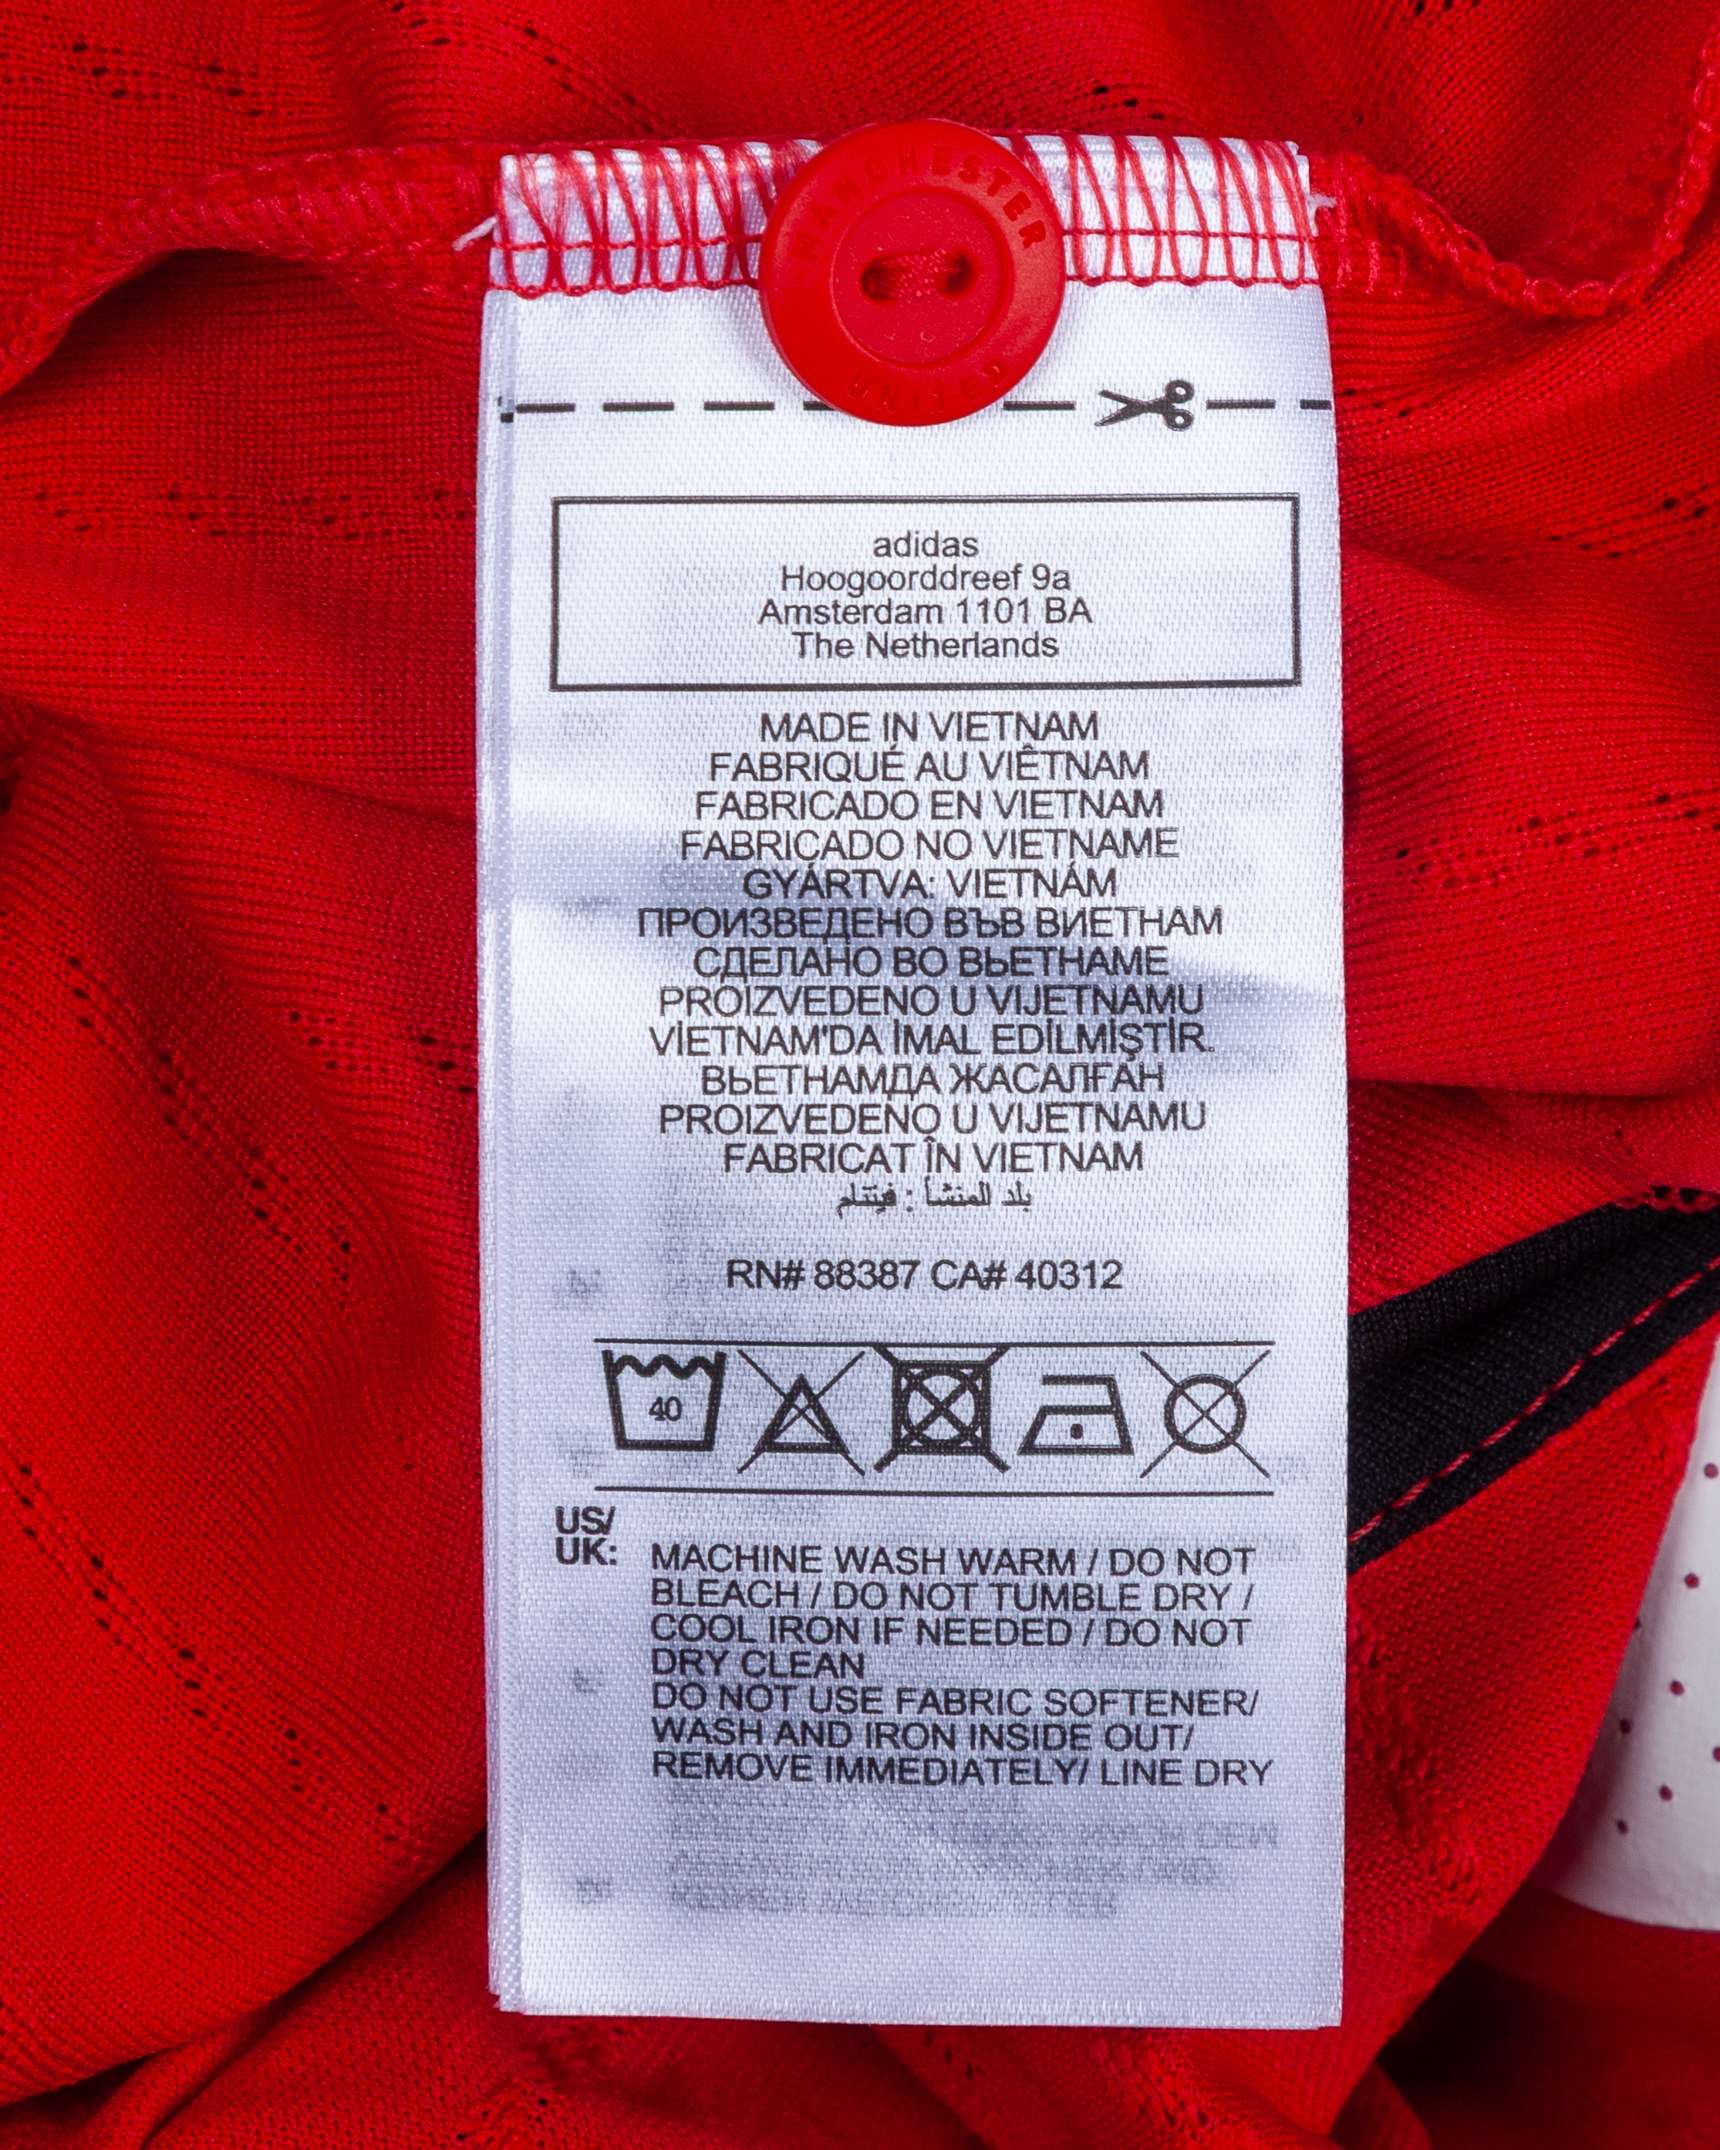 MANCHESTER
UNITED
adidas
Hoogoorddreef 9a
Amsterdam 1101 BA
The Netherlands
MADE IN VIETNAM
FABRIQUÉ AU VIÊTNAM
FABRICADO EN VIETNAM
FABRICADO NO VIETNAME
GYÁRTVA: VIETNÁM
ПРОИЗВЕДЕНО ВЪВ ВИЕТНАМ
СДЕЛАНО ВО ВЬЕТНАМЕ
PROIZVEDENO U VIJETNAMU
VİETNAM'DA İMAL EDİLMİŞTİR.
ВЬЕТНАМДА ЖАСАЛҒАН
PROIZVEDENO U VIJETNAMU
FABRICAT ÎN VIETNAM
بلد المنشأ : فيتنام
RN# 88387 CA# 40312
40
US/
UK:
MACHINE WASH WARM / DO NOT
BLEACH / DO NOT TUMBLE DRY /
COOL IRON IF NEEDED / DO NOT
DRY CLEAN
DO NOT USE FABRIC SOFTENER/
WASH AND IRON INSIDE OUT/
REMOVE IMMEDIATELY/ LINE DRY